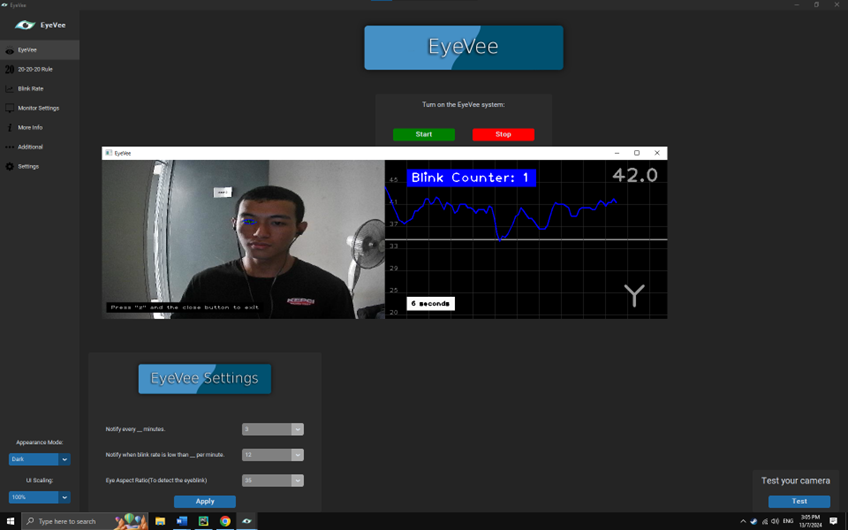 EyeVee
EyeVee
EyeVee
20-20-20 Rule
Blink Rate
Monitor Settings
More Info
Additional
Settings
EyeVee
Turn on the EyeVee system:
Start
Stop
EyeVee
Blink Counter: 1
42.0
45
41
37
33
29
25
20
6 seconds
Y
Press "z" and the close button to exit
EyeVee Settings
Notify every __ minutes.
3
Notify when blink rate is low than __ per minute.
12
Eye Aspect Ratio(To detect the eyeblink)
35
Apply
Appearance Mode:
Dark
UI Scaling:
100%
Test your camera
Test
Type here to search
ENG
3:05 PM
13/7/2024